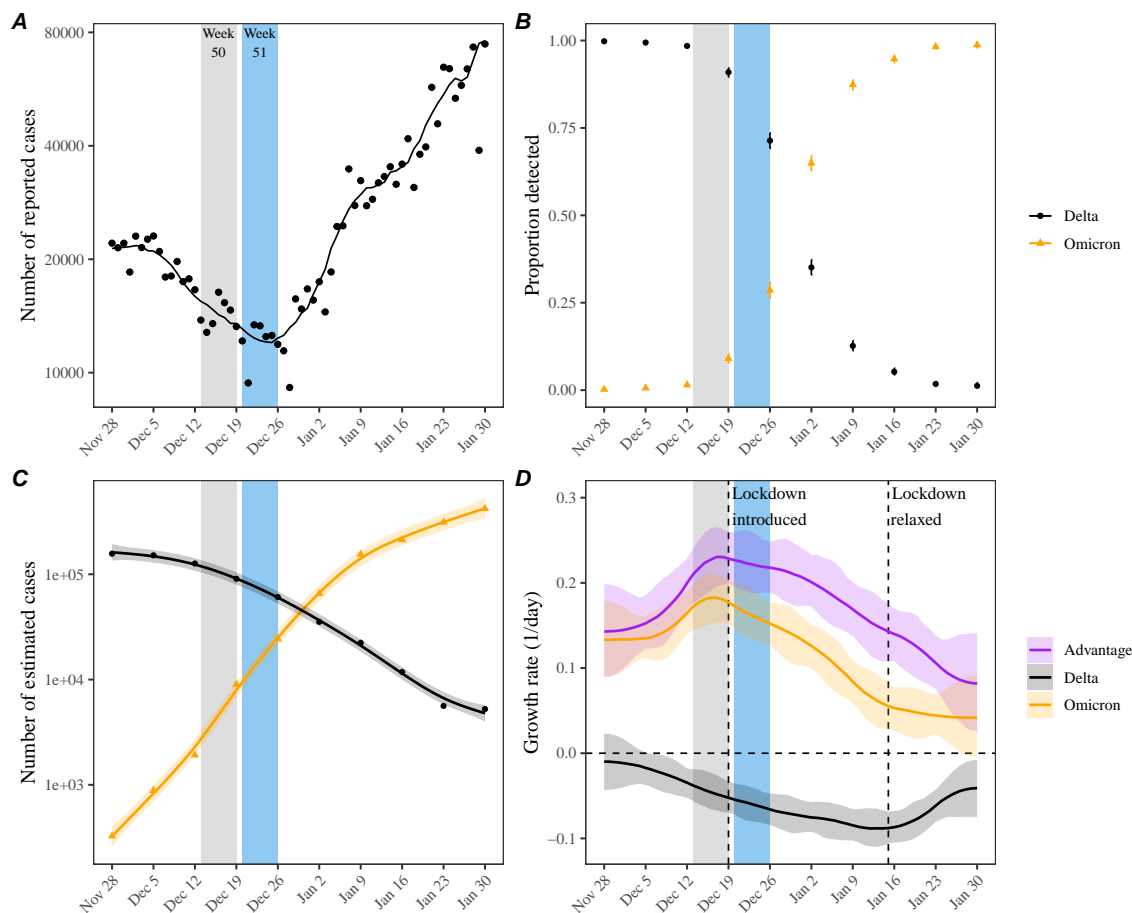 A
Number of reported cases
80000
40000
20000
10000
Week
50
Week
51
Nov 28
Dec 5
Dec 12
Dec 19
Dec 26
Jan 2
Jan 9
Jan 16
Jan 23
Jan 30
B
Proportion detected
1.00
0.75
0.50
0.25
0.00
Nov 28
Dec 5
Dec 12
Dec 19
Dec 26
Jan 2
Jan 9
Jan 16
Jan 23
Jan 30
Delta
Omicron
C
Number of estimated cases
1e+05
1e+04
1e+03
Nov 28
Dec 5
Dec 12
Dec 19
Dec 26
Jan 2
Jan 9
Jan 16
Jan 23
Jan 30
D
Growth rate (1/day)
0.3
0.2
0.1
0.0
−0.1
Lockdown
introduced
Lockdown
relaxed
Nov 28
Dec 5
Dec 12
Dec 19
Dec 26
Jan 2
Jan 9
Jan 16
Jan 23
Jan 30
Advantage
Delta
Omicron